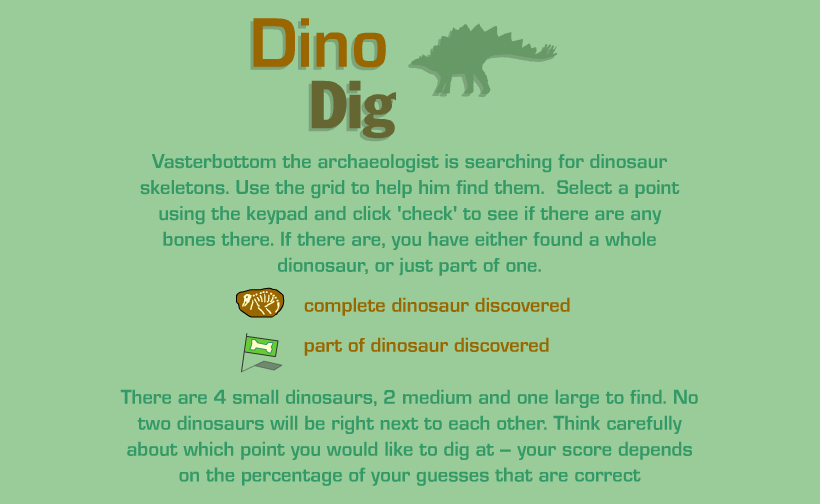 Dino
Dig
Vasterbottom the archaeologist is searching for dinosaur
skeletons. Use the grid to help him find them. Select a point
using the keypad and click 'check' to see if there are any
bones there. If there are, you have either found a whole
dionosaur, or just part of one.
complete dinosaur discovered
part of dinosaur discovered
There are 4 small dinosaurs, 2 medium and one large to find. No
two dinosaurs will be right next to each other. Think carefully
about which point you would like to dig at – your score depends
on the percentage of your guesses that are correct